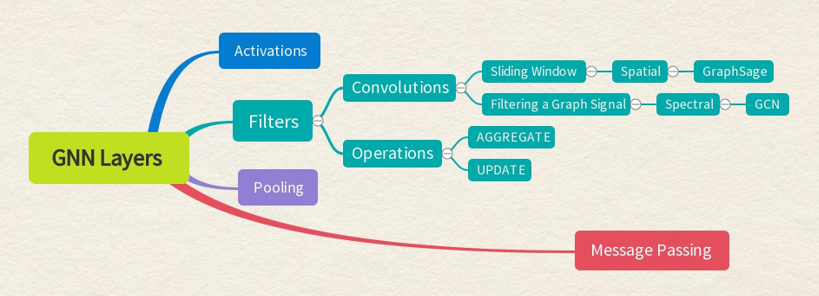 GNN Layers
Activations
Filters
Convolutions
Sliding Window
Spatial
GraphSage
Filtering a Graph Signal
Spectral
GCN
Operations
AGGREGATE
UPDATE
Pooling
Message Passing